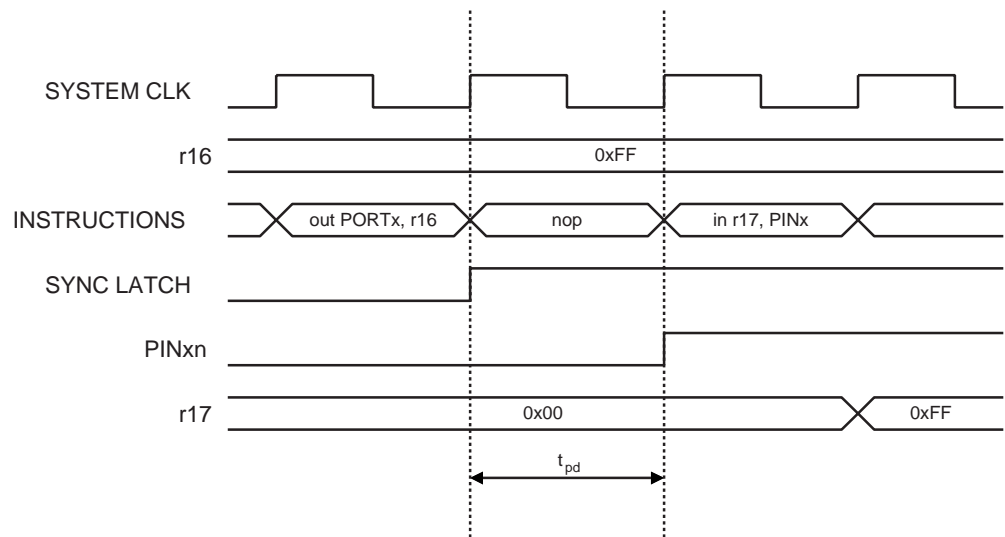 SYSTEM CLK
r16
0xFF
INSTRUCTIONS
out PORTx, r16
nop
in r17, PINx
SYNC LATCH
PINxn
r17
0x00
0xFF
tpd